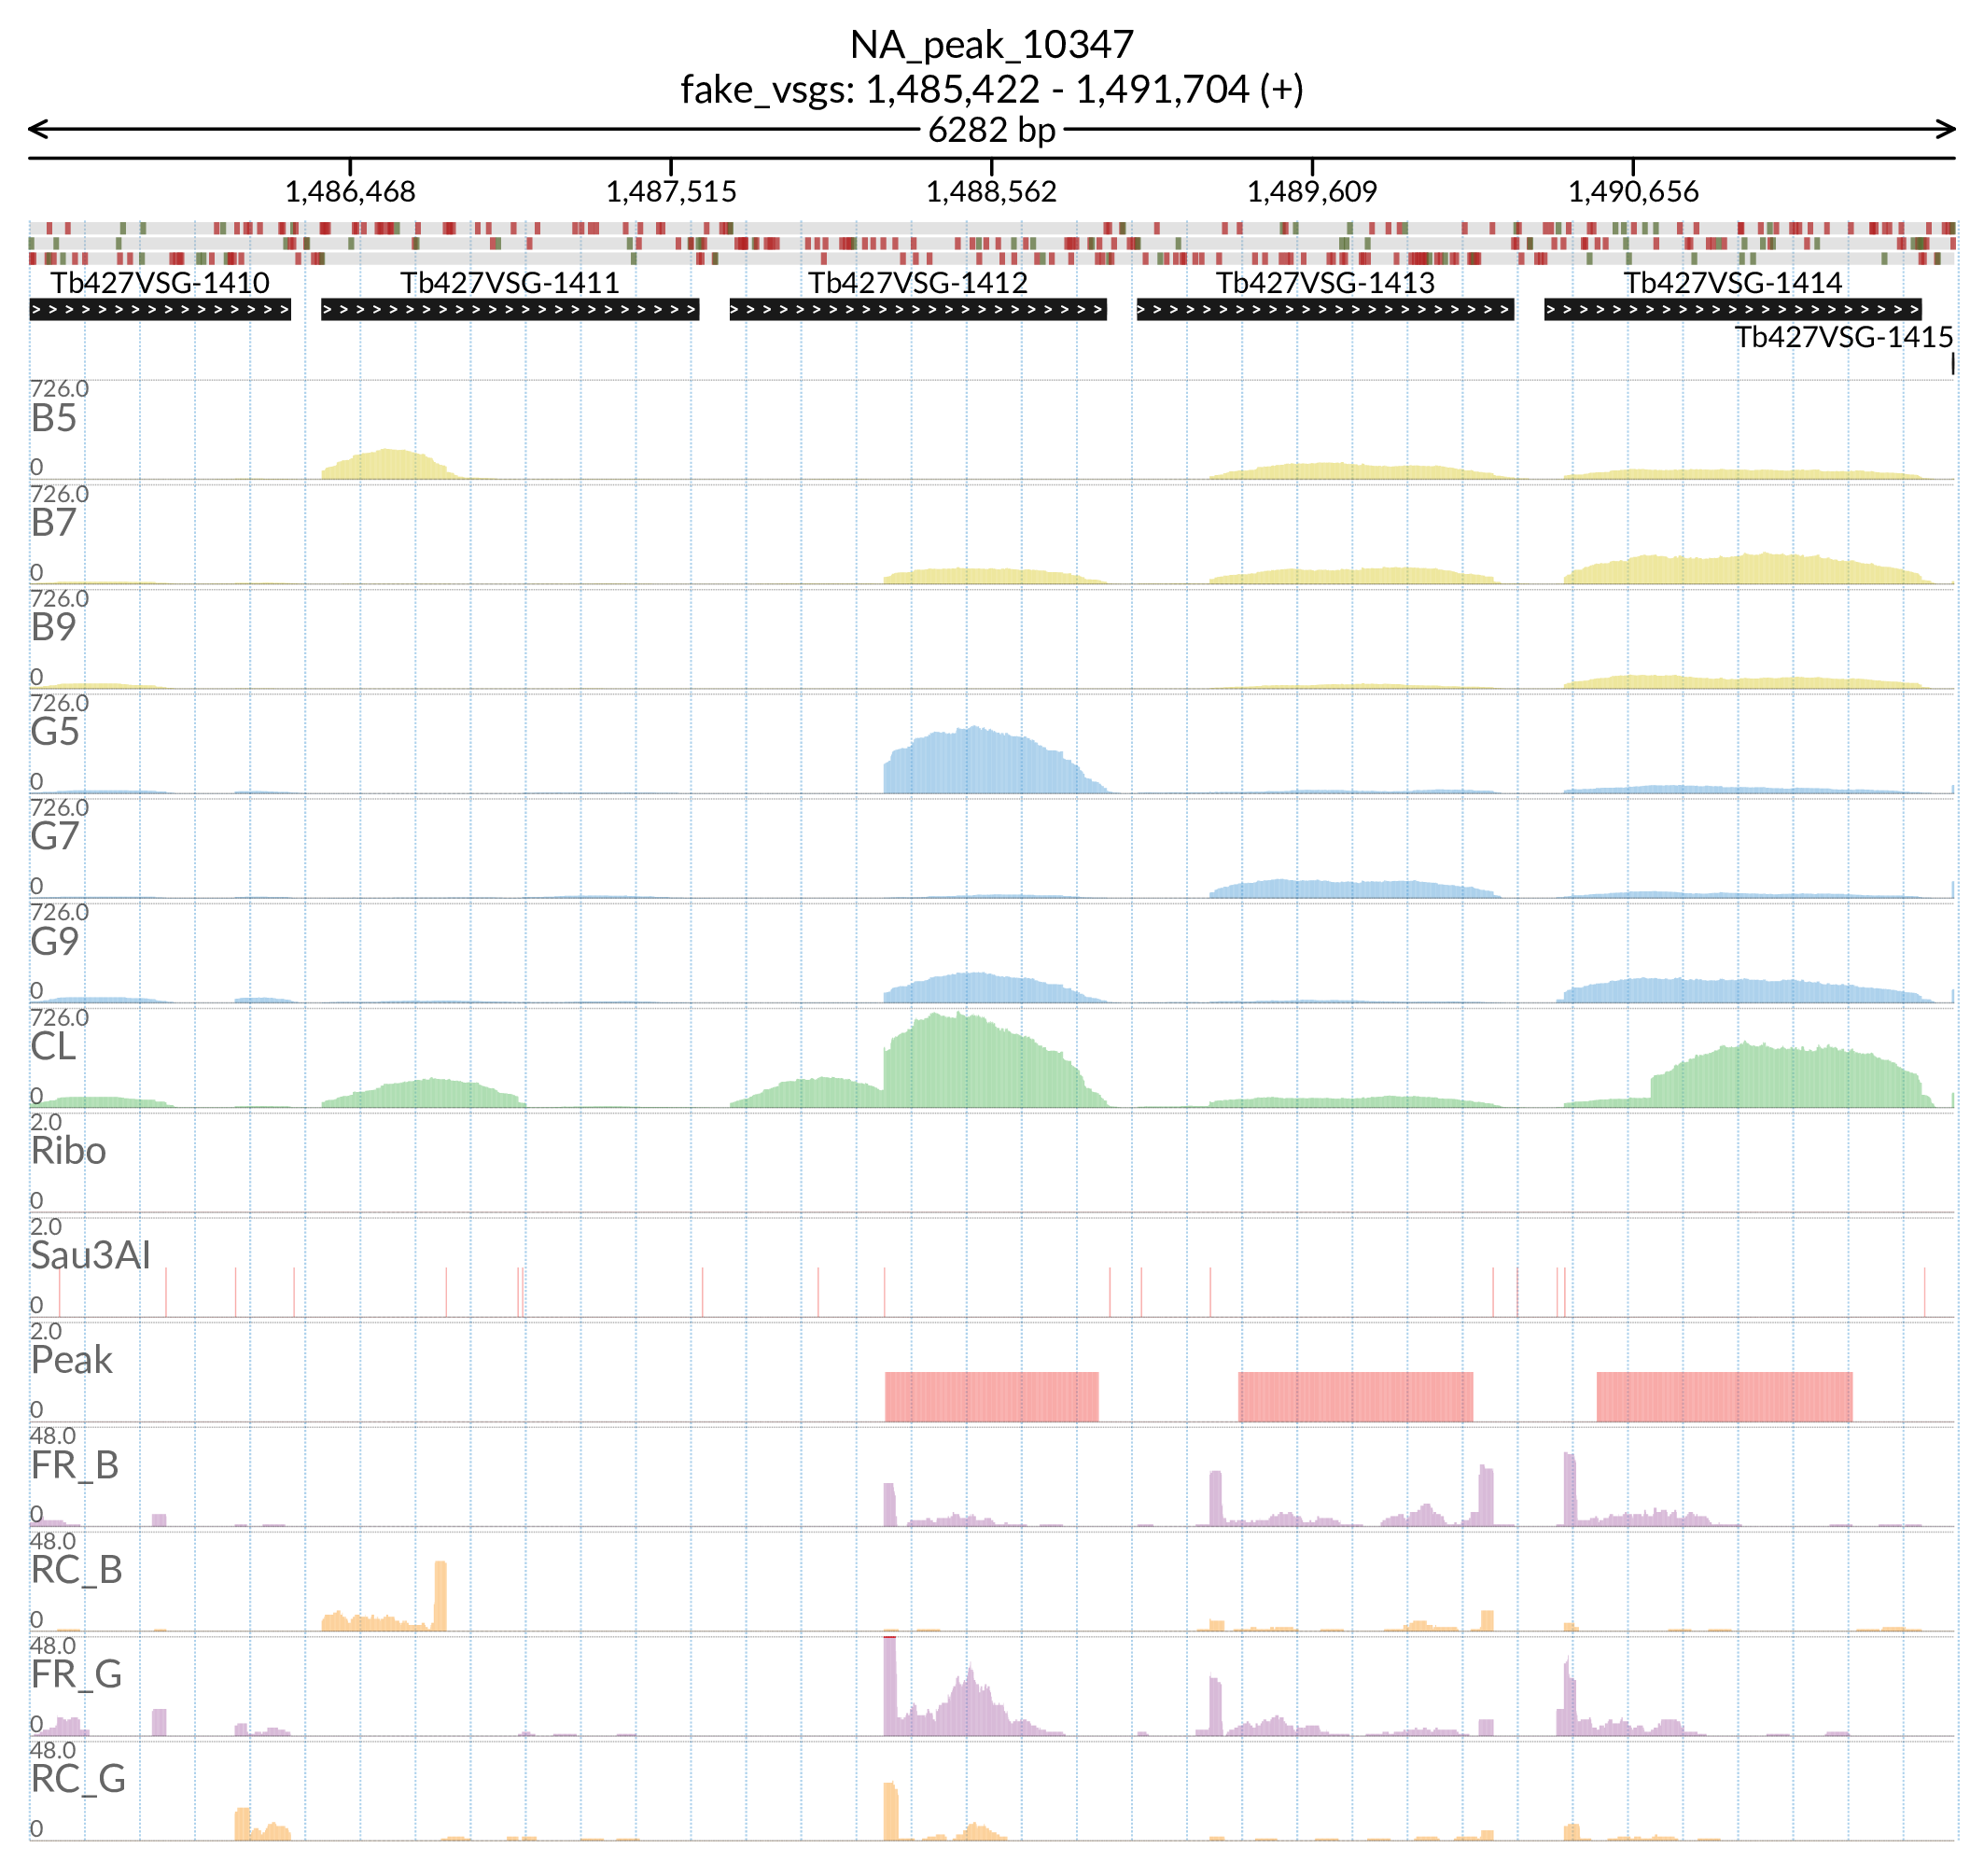 NA_peak_10347
fake_vsgs: 1,485,422 - 1,491,704 (+)
6282 bp
1,486,468 1,487,515 1,488,562 1,489,609 1,490,656
Tb427VSG-1410 Tb427VSG-1411 Tb427VSG-1412 Tb427VSG-1413 Tb427VSG-1414
Tb427VSG-1415
726.0
B5
0
726.0
B7
0
726.0
B9
0
726.0
G5
0
726.0
G7
0
726.0
G9
0
726.0
CL
0
2.0
Ribo
0
2.0
Sau3AI
0
2.0
Peak
0
48.0
FR_B
0
48.0
RC_B
0
48.0
FR_G
0
48.0
RC_G
0